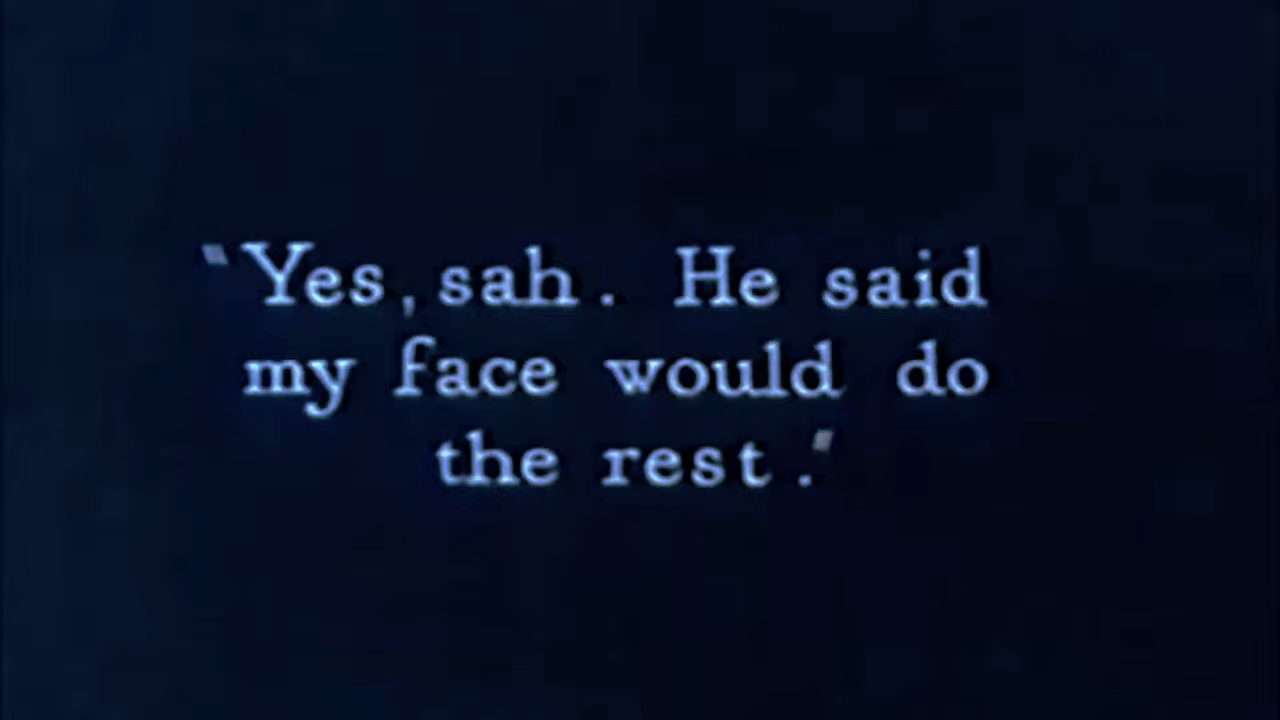 "Yes, sah. He said
my face would do
the rest."